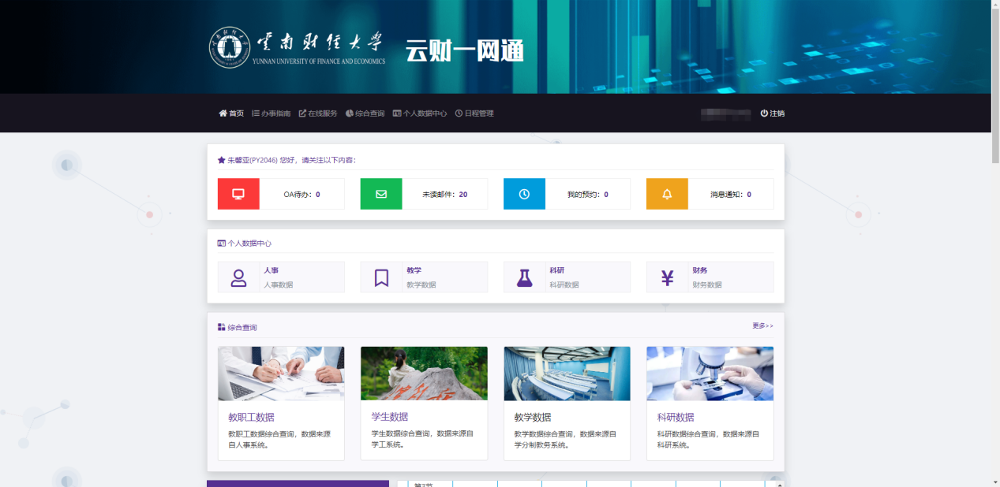 雲南财经大学
YUNNAN UNIVERSITY OF FINANCE AND ECONOMICS
云财一网通
首页 办事指南 在线服务 综合查询 个人数据中心 日程管理 注销
朱馨亚(PY2046) 您好，请关注以下内容：
OA待办：0 未读邮件：20 我的预约：0 消息通知：0
个人数据中心
人事 教学 科研 财务
人事数据 教学数据 科研数据 财务数据
综合查询 更多>>
教职工数据 学生数据 教学数据 科研数据
教职工数据综合查询，数据来源 学生数据综合查询，数据来源自 教学数据综合查询，数据来源自 科研数据综合查询，数据来源自
自人事系统。 学工系统。 学分制教务系统。 科研系统。